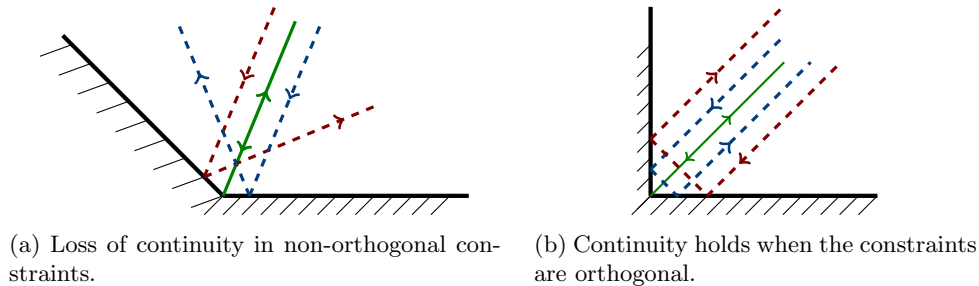 (a) Loss of continuity in non-orthogonal con-
straints.
(b) Continuity holds when the constraints
are orthogonal.